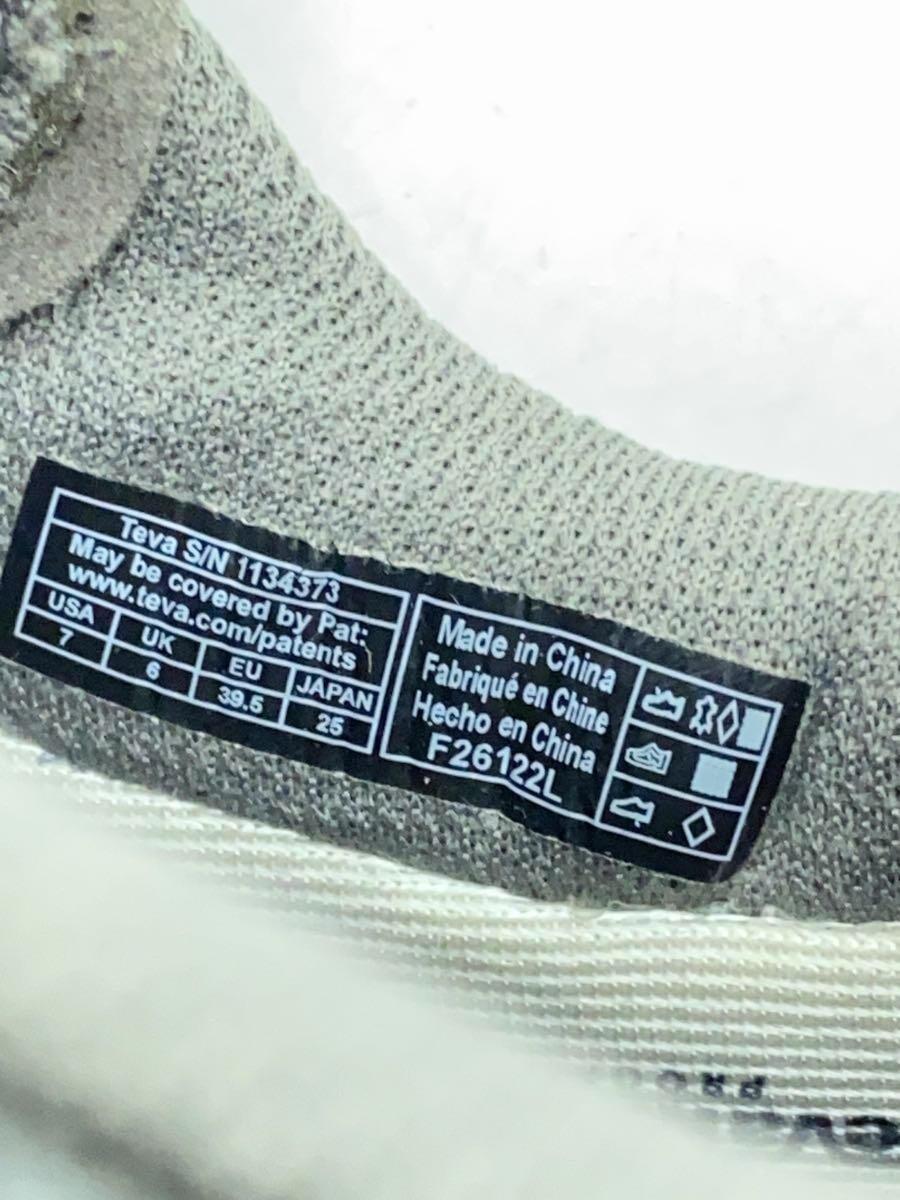 Teva S/N 1134373
May be covered by Pat:
www.teva.com/patents
USA UK EU JAPAN
7 6 39.5 25
Made in China
Fabriqué en Chine
Hecho en China
F26122L